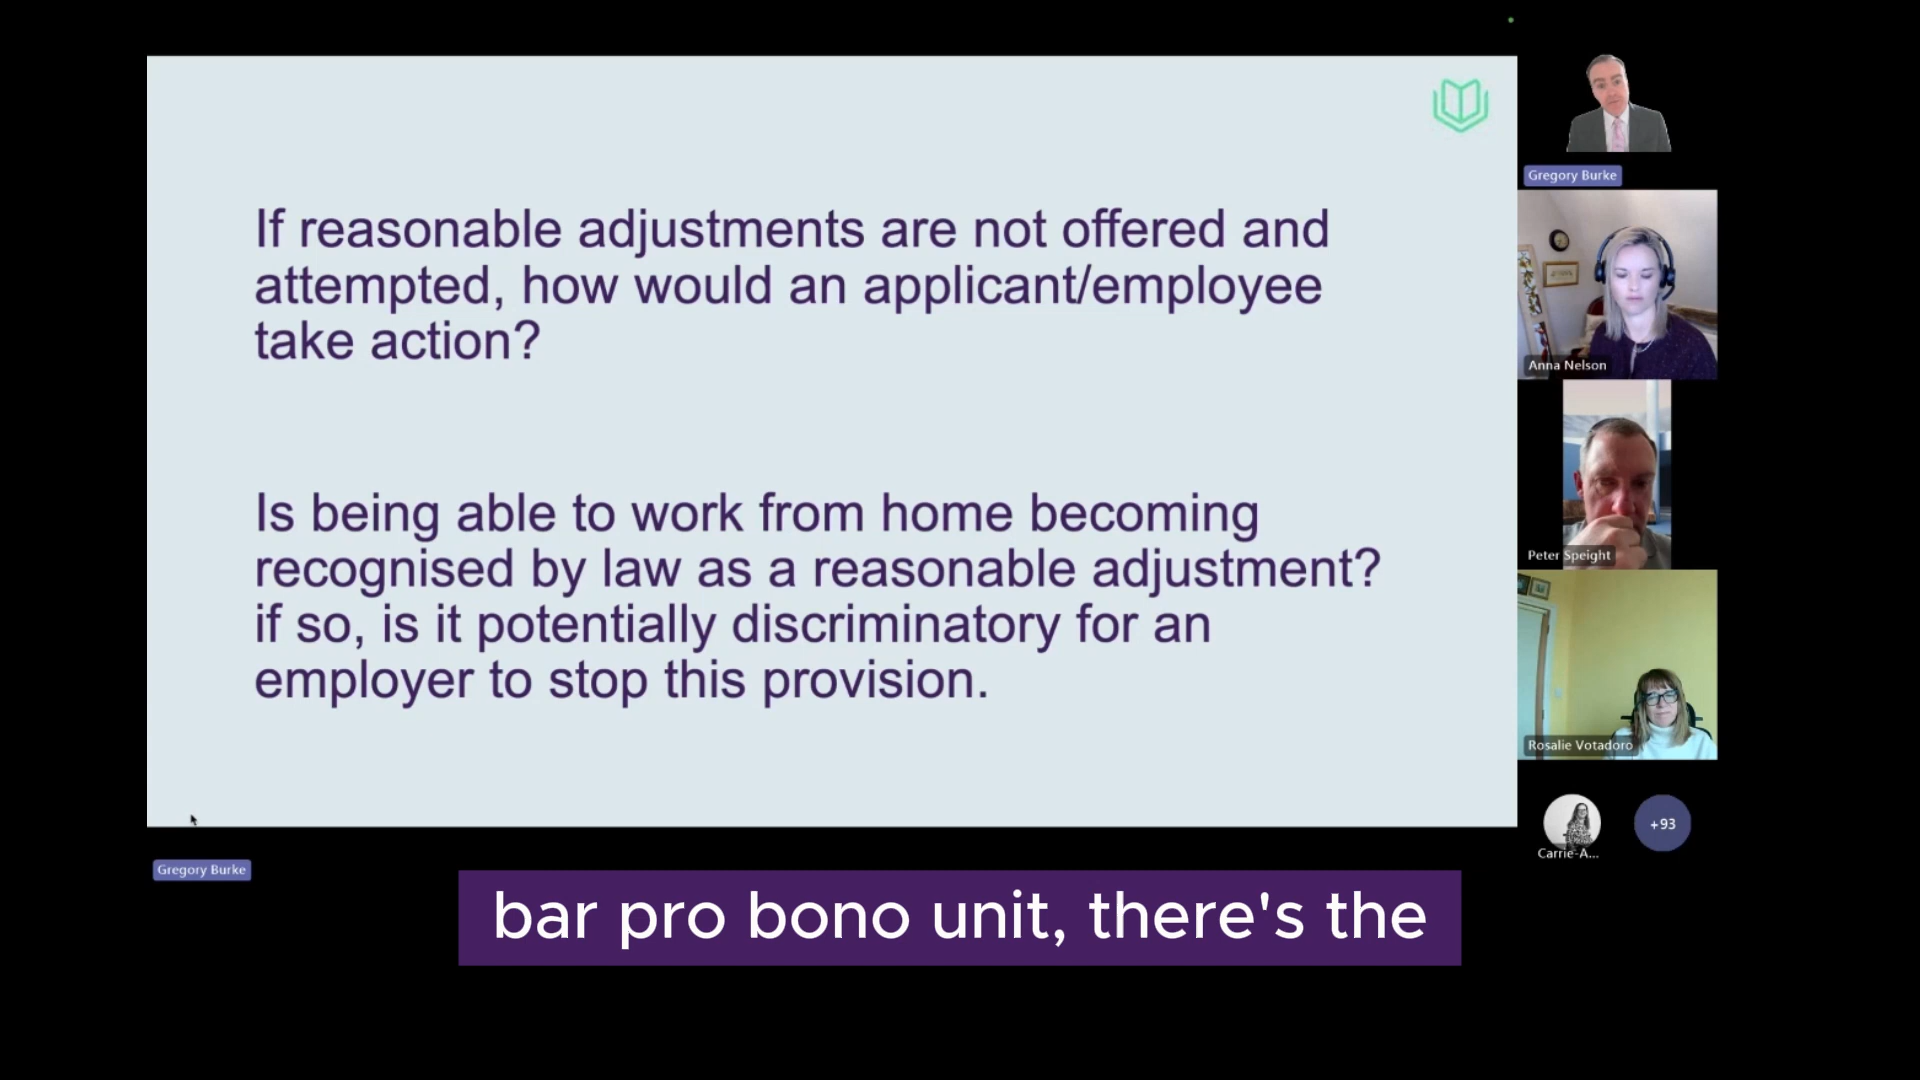 If reasonable adjustments are not offered and
attempted, how would an applicant/employee
take action?
Is being able to work from home becoming
recognised by law as a reasonable adjustment?
if so, is it potentially discriminatory for an
employer to stop this provision.
Gregory Burke
Anna Nelson
Peter Speight
Rosalie Votadoro
Carrie-A...
+93
Gregory Burke
bar pro bono unit, there's the